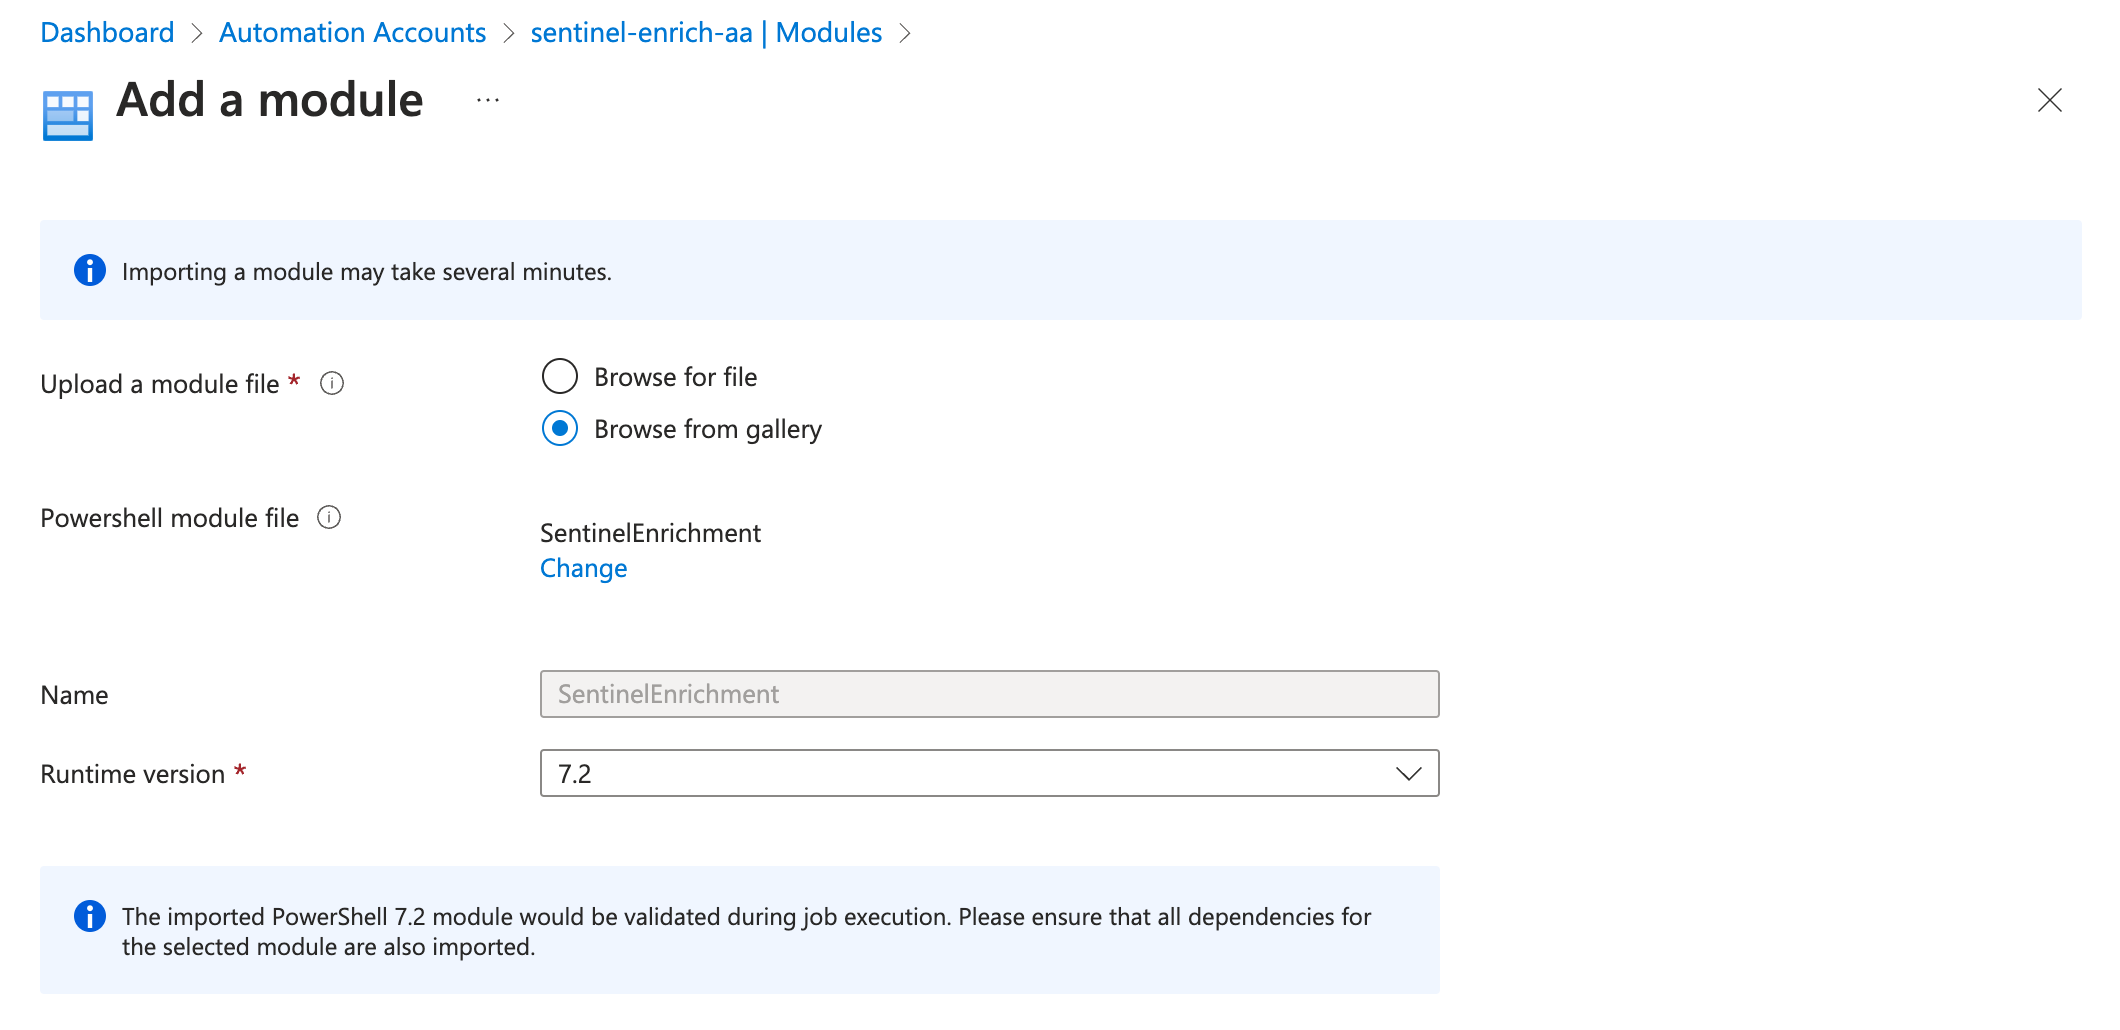 Dashboard > Automation Accounts > sentinel-enrich-aa | Modules >
Add a module ...
Importing a module may take several minutes.
Upload a module file *
Browse for file
Browse from gallery
Powershell module file
SentinelEnrichment
Change
Name
SentinelEnrichment
Runtime version *
7.2
The imported PowerShell 7.2 module would be validated during job execution. Please ensure that all dependencies for
the selected module are also imported.